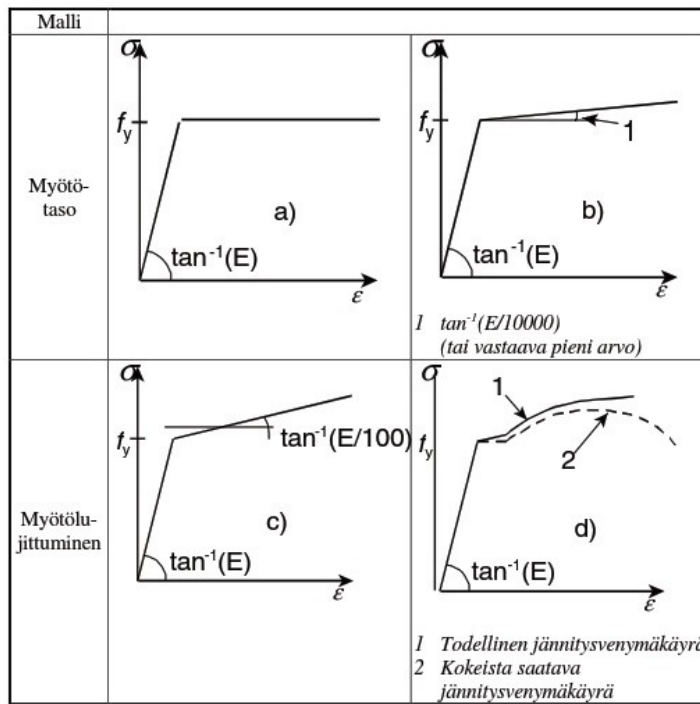 Malli
Myötö-
taso
σ
f_y
a)
tan⁻¹(E)
ε
σ
f_y
1
b)
tan⁻¹(E)
ε
1 tan⁻¹(E/10000)
(tai vastaava pieni arvo)
Myötölu-
jittuminen
σ
f_y
tan⁻¹(E/100)
c)
tan⁻¹(E)
ε
σ
1
f_y
2
d)
tan⁻¹(E)
ε
1 Todellinen jännitysvenymäkäyrä
2 Kokeista saatava
jännitysvenymäkäyrä